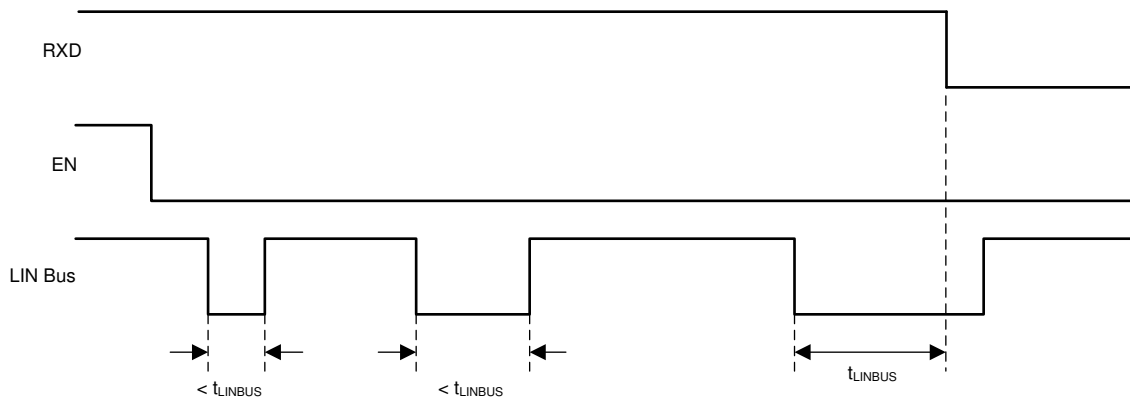 RXD
EN
LIN Bus
< tLINBUS
< tLINBUS
tLINBUS